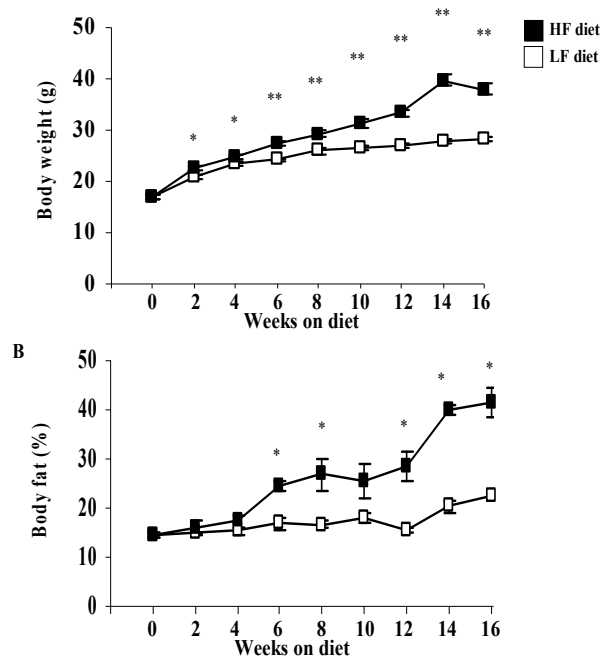 50
40
30
20
10
0
Body weight (g)
* * ** ** ** ** ** **
HF diet
LF diet
0 2 4 6 8 10 12 14 16
Weeks on diet
B
50
40
30
20
10
0
Body fat (%)
* * * * *
0 2 4 6 8 10 12 14 16
Weeks on diet